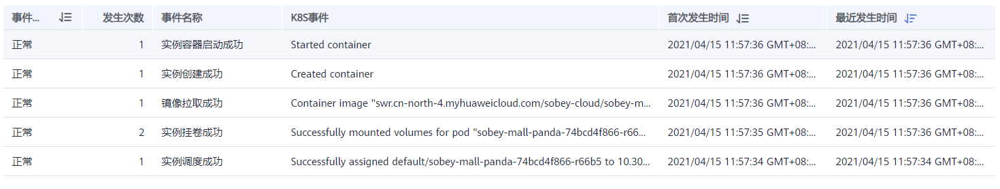 事件... 发生次数 事件名称 K8S事件 首次发生时间 最近发生时间
正常 1 实例容器启动成功 Started container 2021/04/15 11:57:36 GMT+08:... 2021/04/15 11:57:36 GMT+08:...
正常 1 实例创建成功 Created container 2021/04/15 11:57:36 GMT+08:... 2021/04/15 11:57:36 GMT+08:...
正常 1 镜像拉取成功 Container image "swr.cn-north-4.myhuaweicloud.com/sobey-cloud/sobey-m... 2021/04/15 11:57:36 GMT+08:... 2021/04/15 11:57:36 GMT+08:...
正常 2 实例挂卷成功 Successfully mounted volumes for pod "sobey-mall-panda-74bcd4f866-r66... 2021/04/15 11:57:35 GMT+08:... 2021/04/15 11:57:36 GMT+08:...
正常 1 实例调度成功 Successfully assigned default/sobey-mall-panda-74bcd4f866-r66b5 to 10.30... 2021/04/15 11:57:34 GMT+08:... 2021/04/15 11:57:34 GMT+08:...